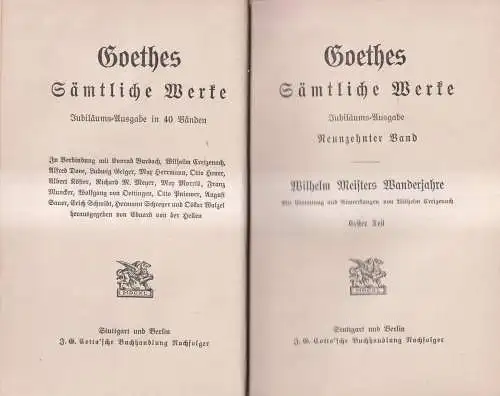 Goethes
Sämtliche Werke
Jubiläums-Ausgabe in 40 Bänden
In Verbindung mit Konrad Burdach, Wilhelm Creizenach,
Alfred Dove, Ludwig Geiger, Max Herrmann, Otto Heuer,
Albert Köster, Richard M. Meyer, Max Morris, Franz
Muncker, Wolfgang von Oettingen, Otto Pniower, August
Sauer, Erich Schmidt, Hermann Schreyer und Oskar Walzel
herausgegeben von Eduard von der Hellen
Stuttgart und Berlin
J. G. Cotta'sche Buchhandlung Nachfolger
Goethes
Sämtliche Werke
Jubiläums-Ausgabe
Neunzehnter Band
Wilhelm Meisters Wanderjahre
Mit Einleitung und Anmerkungen von Wilhelm Creizenach
Erster Teil
Stuttgart und Berlin
J. G. Cotta'sche Buchhandlung Nachfolger